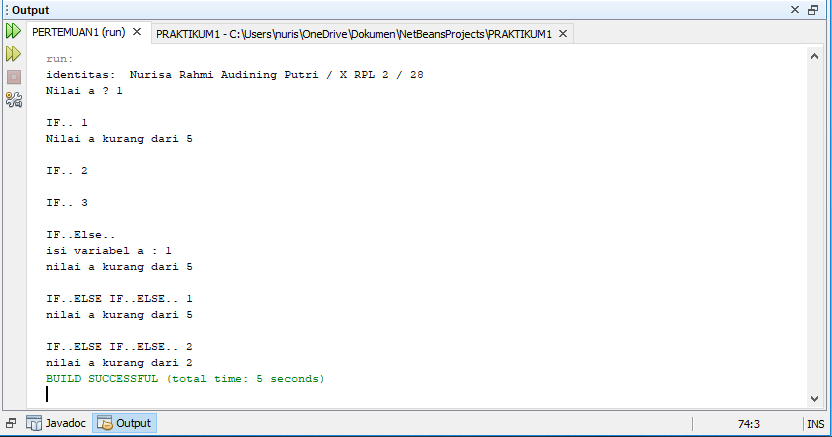 Output
PERTEMUAN1 (run)
PRAKTIKUM1 - C:\Users\nuris\OneDrive\Dokumen\NetBeansProjects\PRAKTIKUM1
run:
identitas:  Nurisa Rahmi Audining Putri / X RPL 2 / 28
Nilai a ? 1
IF.. 1
Nilai a kurang dari 5
IF.. 2
IF.. 3
IF..Else..
isi variabel a : 1
nilai a kurang dari 5
IF..ELSE IF..ELSE.. 1
nilai a kurang dari 5
IF..ELSE IF..ELSE.. 2
nilai a kurang dari 2
BUILD SUCCESSFUL (total time: 5 seconds)
Javadoc
Output
74:3
INS